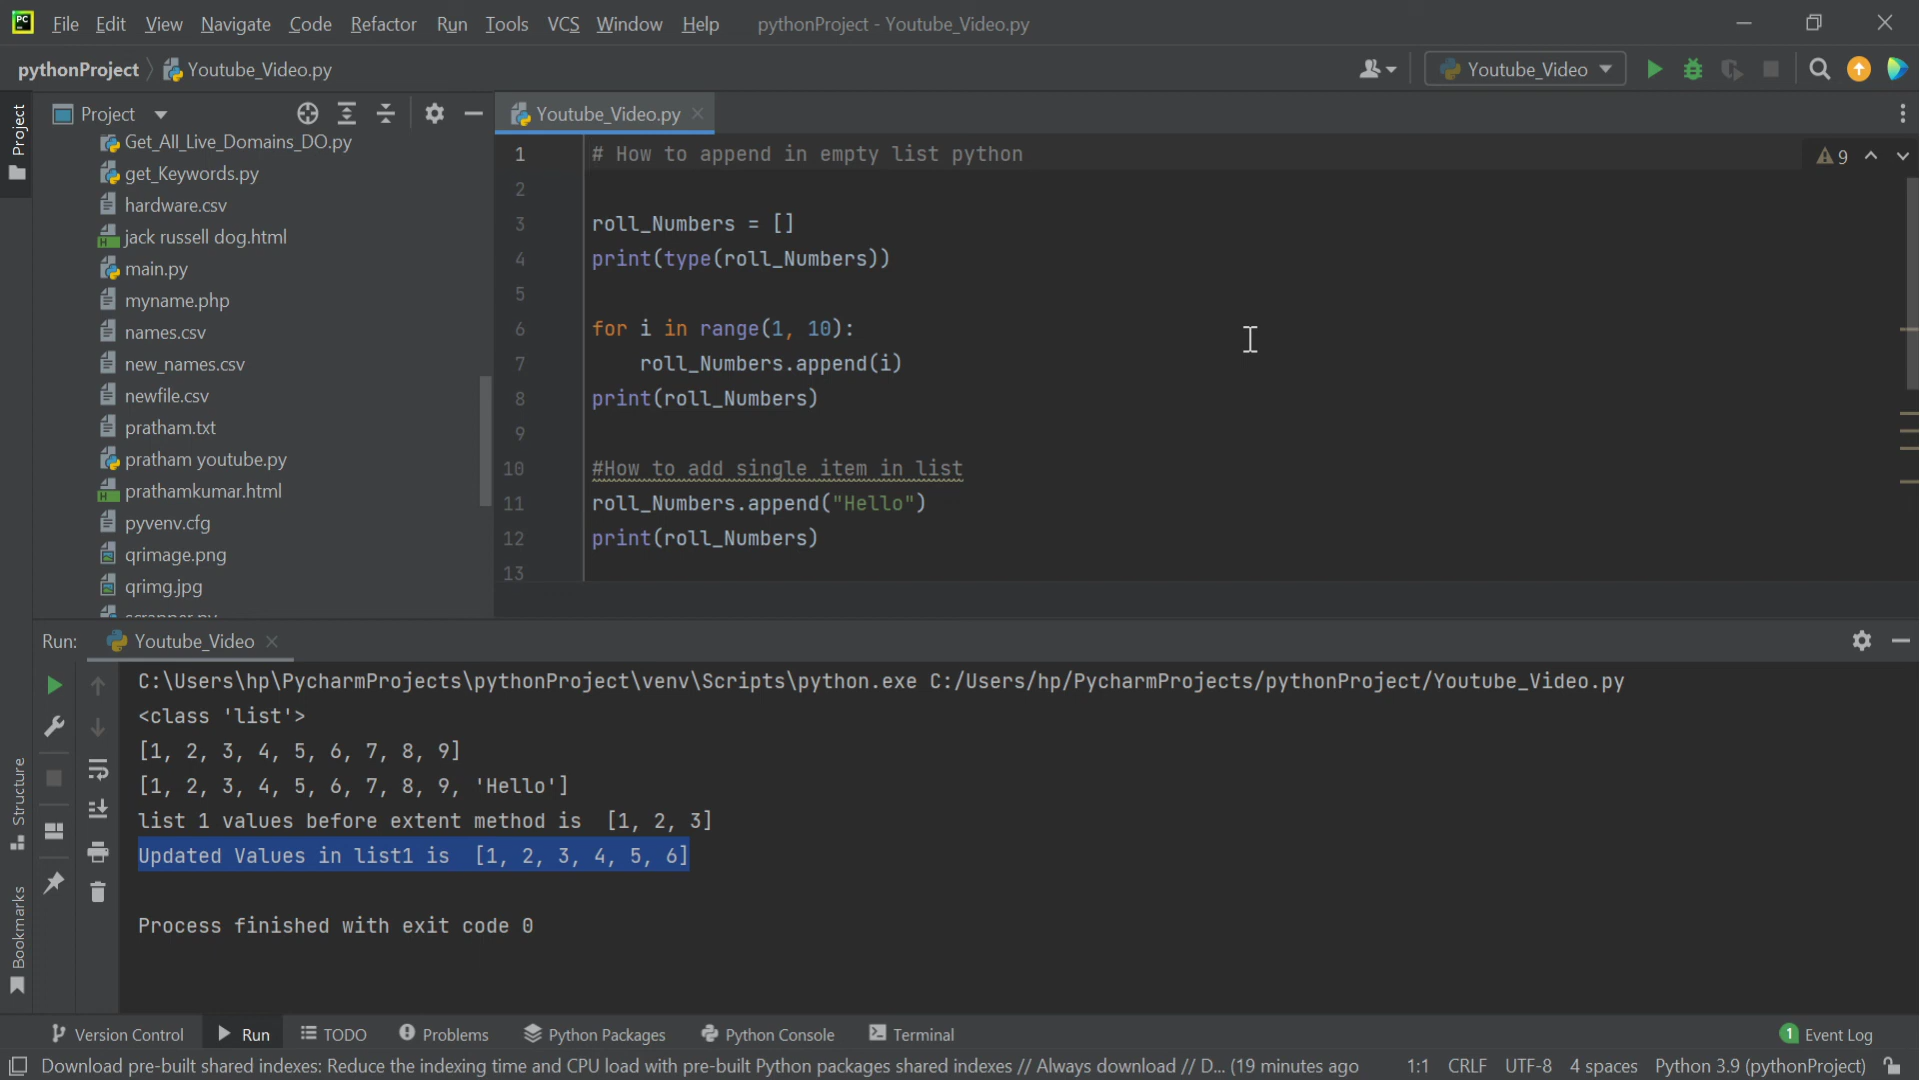 PC File Edit View Navigate Code Refactor Run Tools VCS Window Help pythonProject - Youtube_Video.py
pythonProject Youtube_Video.py Youtube_Video
Project
Project
Youtube_Video.py
Get_All_Live_Domains_DO.py
get_Keywords.py
hardware.csv
jack russell dog.html
main.py
myname.php
names.csv
new_names.csv
newfile.csv
pratham.txt
pratham youtube.py
prathamkumar.html
pyvenv.cfg
qrimage.png
qrimg.jpg
1 # How to append in empty list python
9
2
3 roll_Numbers = []
4 print(type(roll_Numbers))
5
6 for i in range(1, 10):
7 roll_Numbers.append(i)
8 print(roll_Numbers)
9
10 #How to add single item in list
11 roll_Numbers.append("Hello")
12 print(roll_Numbers)
13
Run: Youtube_Video
C:\Users\hp\PycharmProjects\pythonProject\venv\Scripts\python.exe C:/Users/hp/PycharmProjects/pythonProject/Youtube_Video.py
<class 'list'>
[1, 2, 3, 4, 5, 6, 7, 8, 9]
[1, 2, 3, 4, 5, 6, 7, 8, 9, 'Hello']
list 1 values before extent method is  [1, 2, 3]
Updated Values in list1 is  [1, 2, 3, 4, 5, 6]
Process finished with exit code 0
Structure
Bookmarks
Version Control Run TODO Problems Python Packages Python Console Terminal 1 Event Log
Download pre-built shared indexes: Reduce the indexing time and CPU load with pre-built Python packages shared indexes // Always download // D... (19 minutes ago 1:1 CRLF UTF-8 4 spaces Python 3.9 (pythonProject)